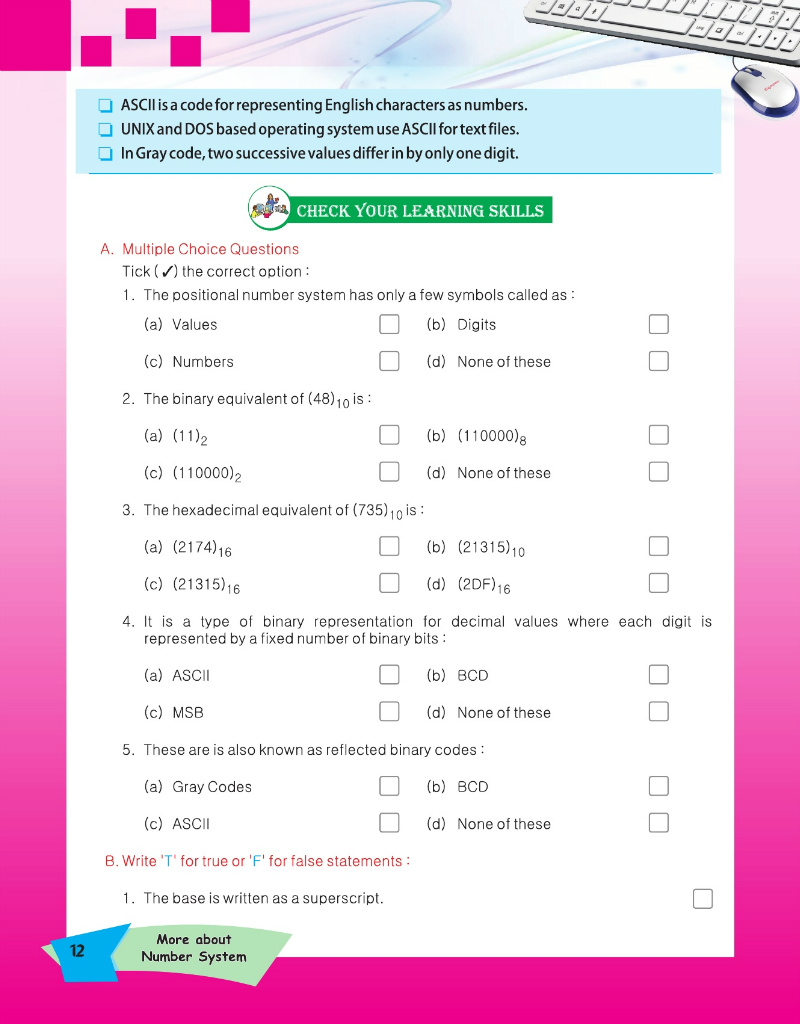 ❑ ASCII is a code for representing English characters as numbers.
❑ UNIX and DOS based operating system use ASCII for text files.
❑ In Gray code, two successive values differ in by only one digit.
CHECK YOUR LEARNING SKILLS
A. Multiple Choice Questions
Tick (✓) the correct option :
1. The positional number system has only a few symbols called as :
(a) Values (b) Digits
(c) Numbers (d) None of these
2. The binary equivalent of (48)₁₀ is :
(a) (11)₂ (b) (110000)₈
(c) (110000)₂ (d) None of these
3. The hexadecimal equivalent of (735)₁₀ is :
(a) (2174)₁₆ (b) (21315)₁₀
(c) (21315)₁₆ (d) (2DF)₁₆
4. It is a type of binary representation for decimal values where each digit is
represented by a fixed number of binary bits :
(a) ASCII (b) BCD
(c) MSB (d) None of these
5. These are is also known as reflected binary codes :
(a) Gray Codes (b) BCD
(c) ASCII (d) None of these
B. Write 'T' for true or 'F' for false statements :
1. The base is written as a superscript.
12
More about
Number System